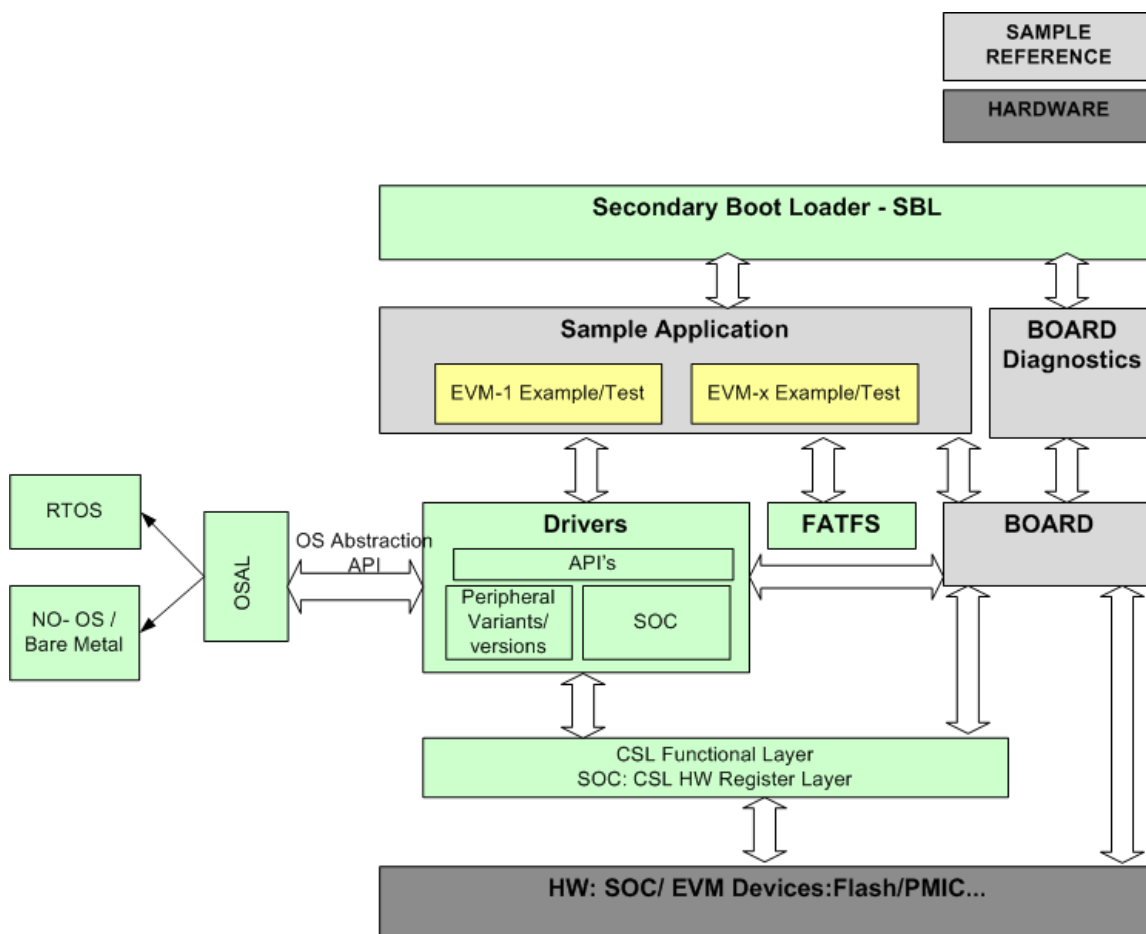 SAMPLE
REFERENCE
HARDWARE
Secondary Boot Loader - SBL
Sample Application
EVM-1 Example/Test
EVM-x Example/Test
BOARD
Diagnostics
RTOS
NO- OS /
Bare Metal
OSAL
OS Abstraction
API
Drivers
API's
Peripheral
Variants/
versions
SOC
FATFS
BOARD
CSL Functional Layer
SOC: CSL HW Register Layer
HW: SOC/ EVM Devices:Flash/PMIC...